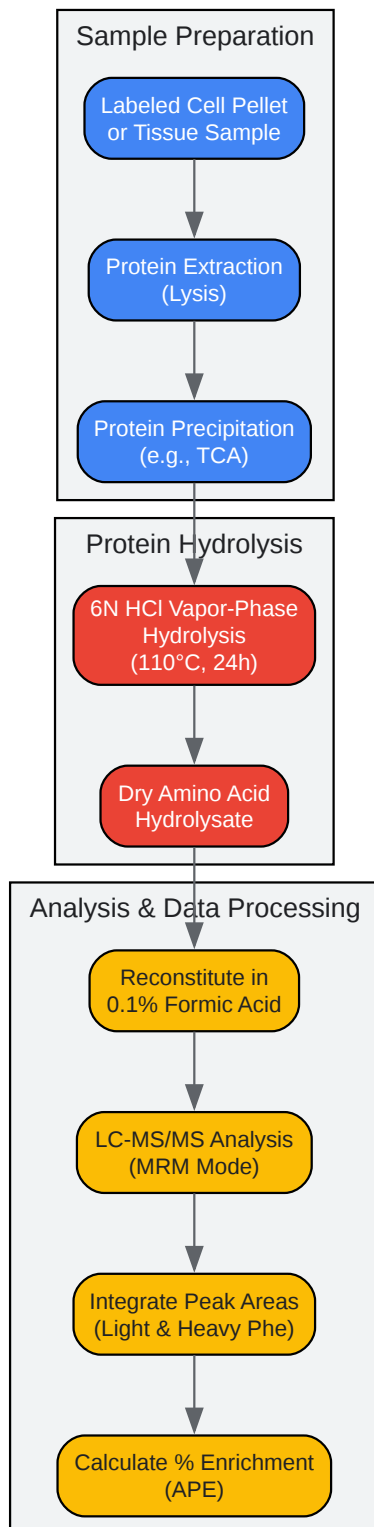 Sample Preparation
Labeled Cell Pellet
or Tissue Sample
Protein Extraction
(Lysis)
Protein Precipitation
(e.g., TCA)
Protein Hydrolysis
6N HCl Vapor-Phase
Hydrolysis
(110°C, 24h)
Dry Amino Acid
Hydrolysate
Analysis & Data Processing
Reconstitute in
0.1% Formic Acid
LC-MS/MS Analysis
(MRM Mode)
Integrate Peak Areas
(Light & Heavy Phe)
Calculate % Enrichment
(APE)